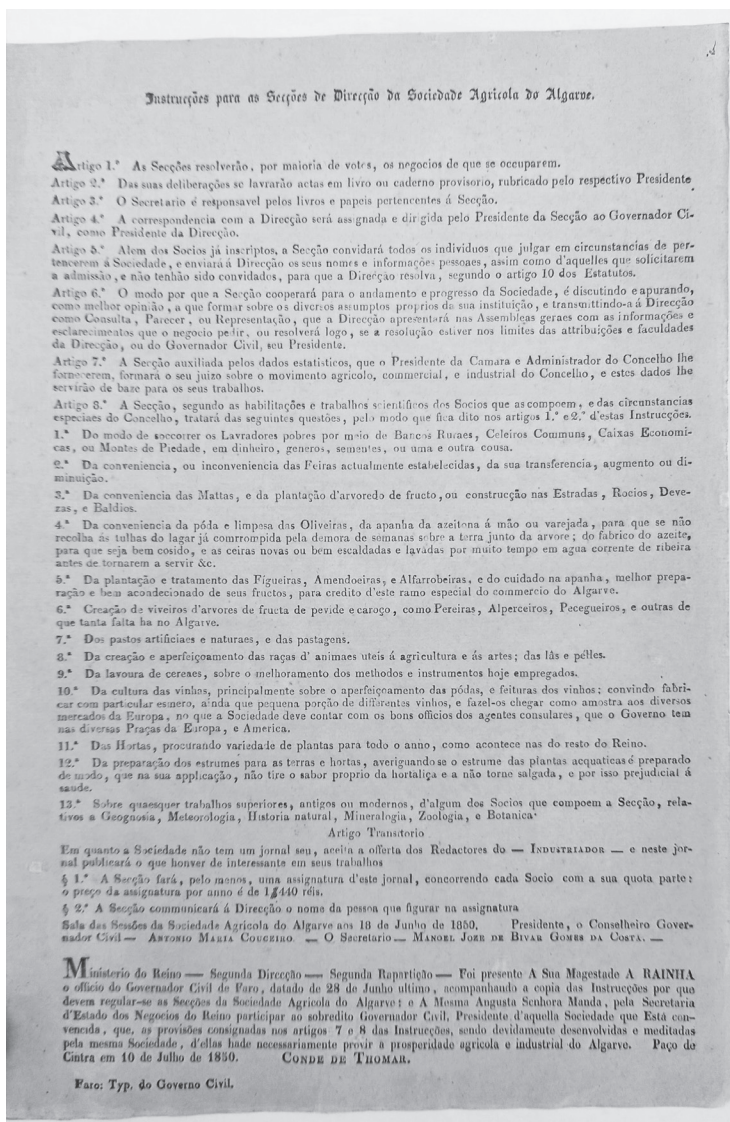 Instrucções para as Secções de Direcção da Sociedade Agricola do Algarve.
Artigo 1.º As Secções resolverão, por maioria de votes, os negocios de que se occuparem.
Artigo 2.º Das suas deliberações se lavrarão actas em livro ou caderno provisorio, rubricado pelo respectivo Presidente
Artigo 3.º O Secretario é responsavel pelos livros e papeis pertencentes á Secção.
Artigo 4.º A correspondencia com a Direcção será assignada e dirigida pelo Presidente da Secção ao Governador Ci-
vil, como Presidente da Direcção.
Artigo 5.º Alem dos Socios já inscriptos, a Secção convidará todos os individuos que julgar em circunstancias de per-
tencerem á Sociedade, e enviará á Direcção os seus nomes e informações pessoaes, assim como d'aquelles que solicitarem
a admissão, e não tenhão sido convidados, para que a Direcção resolva, segundo o artigo 10 dos Estatutos.
Artigo 6.º O modo por que a Secção cooperará para o andamento e progresso da Sociedade, é discutindo e apurando,
como melhor opinião, a que formar sobre os diversos assumptos proprios da sua instituição, e transmittindo-a á Direcção
como Consulta, Parecer, ou Representação, que a Direcção apresentará nas Assembleas geraes com as informações e
esclarecimentos que o negocio pedir, ou resolverá logo, se a resolução estiver nos limites das attribuições e faculdades
da Direcção, ou do Governador Civil, seu Presidente.
Artigo 7.º A Secção auxiliada pelos dados estatisticos, que o Presidente da Camara e Administrador do Concelho lhe
fornecerem, formará o seu juizo sobre o movimento agricolo, commercial, e industrial do Concelho, e estes dados lhe
servirão de base para os seus trabalhos.
Artigo 8.º A Secção, segundo as habilitações e trabalhos scientificos dos Socios que as compoem, e das circunstancias
especiaes do Concelho, tratará das seguintes questões, pelo modo que fica dito nos artigos 1.º e 2.º d'estas Instrucções.
1.ª Do modo de soccorrer os Lavradores pobres por meio de Bancos Ruraes, Celeiros Communs, Caixas Economi-
cas, ou Montes de Piedade, em dinheiro, generos, sementes, ou uma e outra cousa.
2.ª Da conveniencia, ou inconveniencia das Feiras actualmente estabelecidas, da sua transferencia, augmento ou di-
minuição.
3.ª Da conveniencia das Mattas, e da plantação d'arvoredo de fructo, ou construcção nas Estradas, Rocios, Deve-
zas, e Baldios.
4.ª Da conveniencia da póda e limpesa das Oliveiras, da apanha da azeitona á mão ou varejada, para que se não
recolha ás tulhas do lagar já comrrompida pela demora de semanas sobre a terra junto da arvore; do fabrico do azeite,
para que seja bem cosido, e as ceiras novas ou bem escaldadas e lavadas por muito tempo em agua corrente de ribeira
antes de tornarem a servir &c.
5.ª Da plantação e tratamento das Figueiras, Amendoeiras, e Alfarrobeiras, e do cuidado na apanha, melhor prepa-
ração e bem acondecionado de seus fructos, para credito d'este ramo especial do commercio do Algarve.
6.ª Creação de viveiros d'arvores de fructa de pevide e caroço, como Pereiras, Alperceiros, Pecegueiros, e outras de
que tanta falta ha no Algarve.
7.ª Dos pastos artificiaes e naturaes, e das pastagens.
8.ª Da creação e aperfeiçoamento das raças d' animaes uteis á agricultura e ás artes; das lãs e pélles.
9.ª Da lavoura de cereaes, sobre o melhoramento dos methodos e instrumentos hoje empregados.
10.ª Da cultura das vinhas, principalmente sobre o aperfeiçoamento das pódas, e feituras dos vinhos; convindo fabri-
car com particular esmero, ainda que pequena porção de differentes vinhos, e fazel-os chegar como amostra aos diversos
mercados da Europa, no que a Sociedade deve contar com os bons officios dos agentes consulares, que o Governo tem
nas diversas Praças da Europa, e America.
11.ª Das Hortas, procurando variedade de plantas para todo o anno, como acontece nas do resto do Reino.
12.ª Da preparação dos estrumes para as terras e hortas, averiguando-se o estrume das plantas acquaticas é preparado
de modo, que na sua applicação, não tire o sabor proprio da hortaliça e a não torne salgada, e por isso prejudicial á
saude.
13.ª Sobre quaesquer trabalhos superiores, antigos ou modernos, d'algum dos Socios que compoem a Secção, rela-
tivos a Geognosia, Meteorologia, Historia natural, Mineralogia, Zoologia, e Botanica.
Artigo Transitorio
Em quanto a Sociedade não tem um jornal seu, aceita a offerta dos Redactores do — INDUSTRIADOR — e neste jor-
nal publicará o que honver de interessante em seus trabalhos
§ 1.º A Secção fará, pelo menos, uma assignatura d'este jornal, concorrendo cada Socio com a sua quota parte:
o preço da assignatura por anno é de 1$440 réis.
§ 2.º A Secção communicará á Direcção o nome da pessoa que figurar na assignatura
Sala das Sessões da Sociedade Agricola do Algarve aos 18 de Junho de 1850. Presidente, o Conselheiro Gover-
nador Civil — ANTONIO MARIA COUCEIRO. — O Secretario — MANOEL JOSE DE BIVAR GOMES DA COSTA. —
Ministerio do Reino — Segunda Direcção — Segunda Repartição — Foi presente A Sua Magestade A RAINHA
o officio do Governador Civil de Faro, datado de 28 de Junho ultimo, acompanhando a copia das Instrucções por que
devem regular-se as Secções da Sociedade Agricola do Algarve: e A Mesma Augusta Senhora Manda, pela Secretaria
d'Estado dos Negocios do Reino participar ao sobredito Governador Civil, Presidente d'aquella Sociedade que Está con-
vencida, que, as provisões consignadas nos artigos 7 e 8 das Instrucções, sendo devidamente desenvolvidas e meditadas
pela mesma Sociedade, d'ellas hade necessariamente provir a prosperidade agricola e industrial do Algarve. Paço de
Cintra em 10 de Julho de 1850. CONDE DE THOMAR.
Faro: Typ. do Governo Civil.